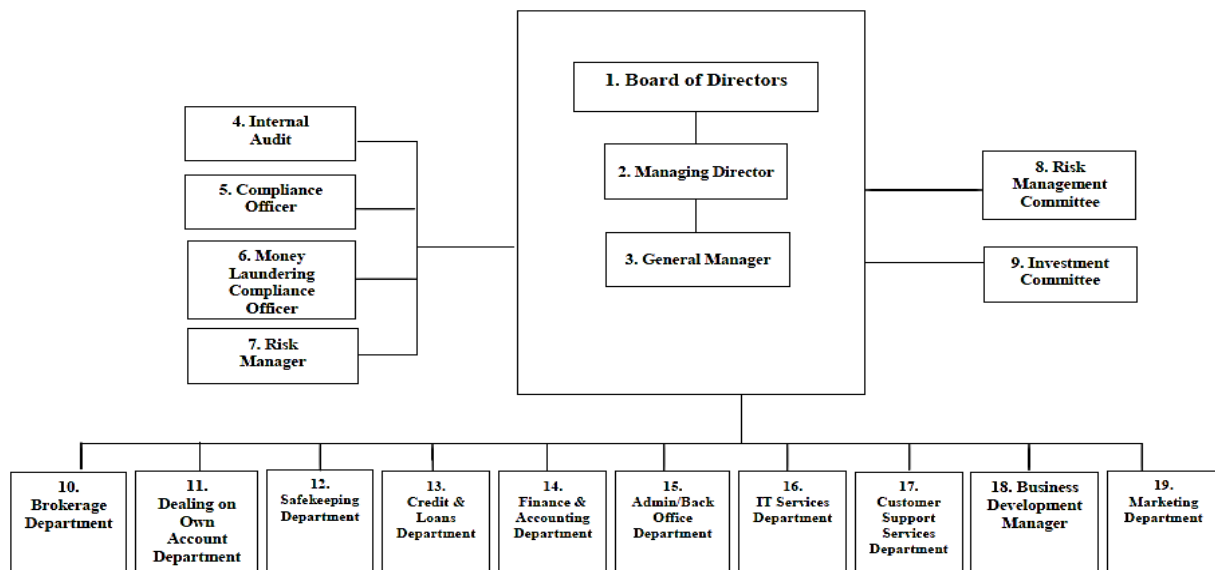 1. Board of Directors
2. Managing Director
3. General Manager
4. Internal
Audit
5. Compliance
Officer
6. Money
Laundering
Compliance
Officer
7. Risk
Manager
8. Risk
Management
Committee
9. Investment
Committee
10.
Brokerage
Department
11.
Dealing on
Own
Account
Department
12.
Safekeeping
Department
13.
Credit &
Loans
Department
14.
Finance &
Accounting
Department
15.
Admin/Back
Office
Department
16.
IT Services
Department
17.
Customer
Support
Services
Department
18. Business
Development
Manager
19.
Marketing
Department